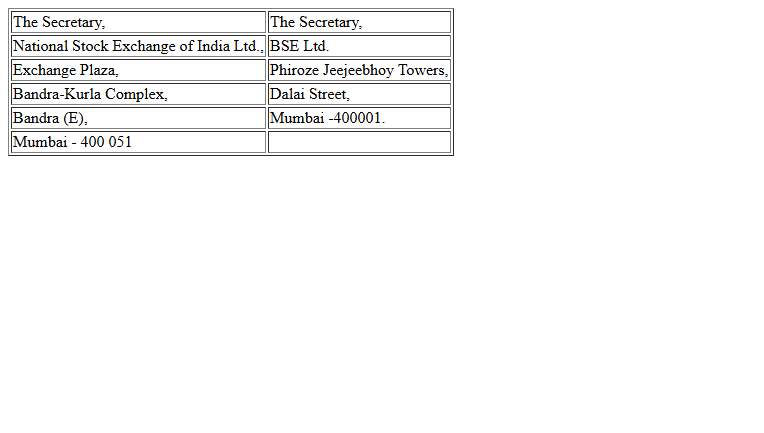 The Secretary, The Secretary,
National Stock Exchange of India Ltd., BSE Ltd.
Exchange Plaza, Phiroze Jeejeebhoy Towers,
Bandra-Kurla Complex, Dalai Street,
Bandra (E), Mumbai -400001.
Mumbai - 400 051